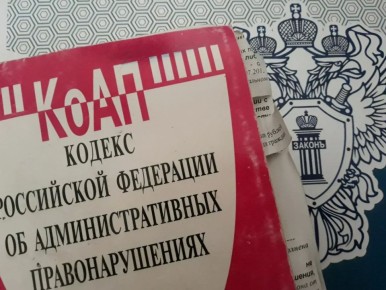 КоАП
КОДЕКС
РОССИЙСКОЙ ФЕДЕРАЦИИ
ОБ АДМИНИСТРАТИВНЫХ
ПРАВОНАРУШЕНИЯХ
ЗАКОНЪ